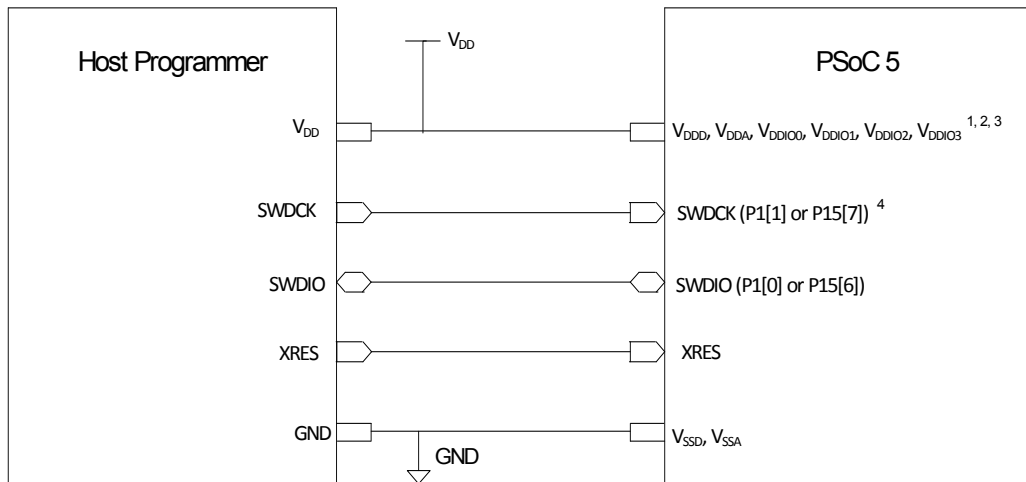 Host Programmer
PSoC 5
VDD
VDD
VDDD, VDDA, VDDIO0, VDDIO1, VDDIO2, VDDIO3 1, 2, 3
SWDCK
SWDCK (P1[1] or P15[7]) 4
SWDIO
SWDIO (P1[0] or P15[6])
XRES
XRES
GND
GND
VSSD, VSSA